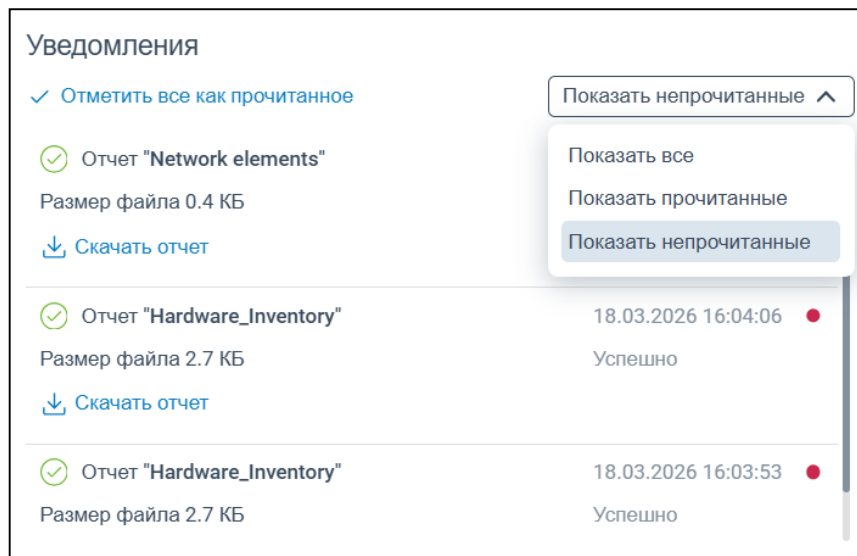 Уведомления
Отметить все как прочитанное
Показать непрочитанные
Показать все
Показать прочитанные
Показать непрочитанные
Отчет "Network elements"
Размер файла 0.4 КБ
Скачать отчет
Отчет "Hardware_Inventory" 18.03.2026 16:04:06
Размер файла 2.7 КБ Успешно
Скачать отчет
Отчет "Hardware_Inventory" 18.03.2026 16:03:53
Размер файла 2.7 КБ Успешно